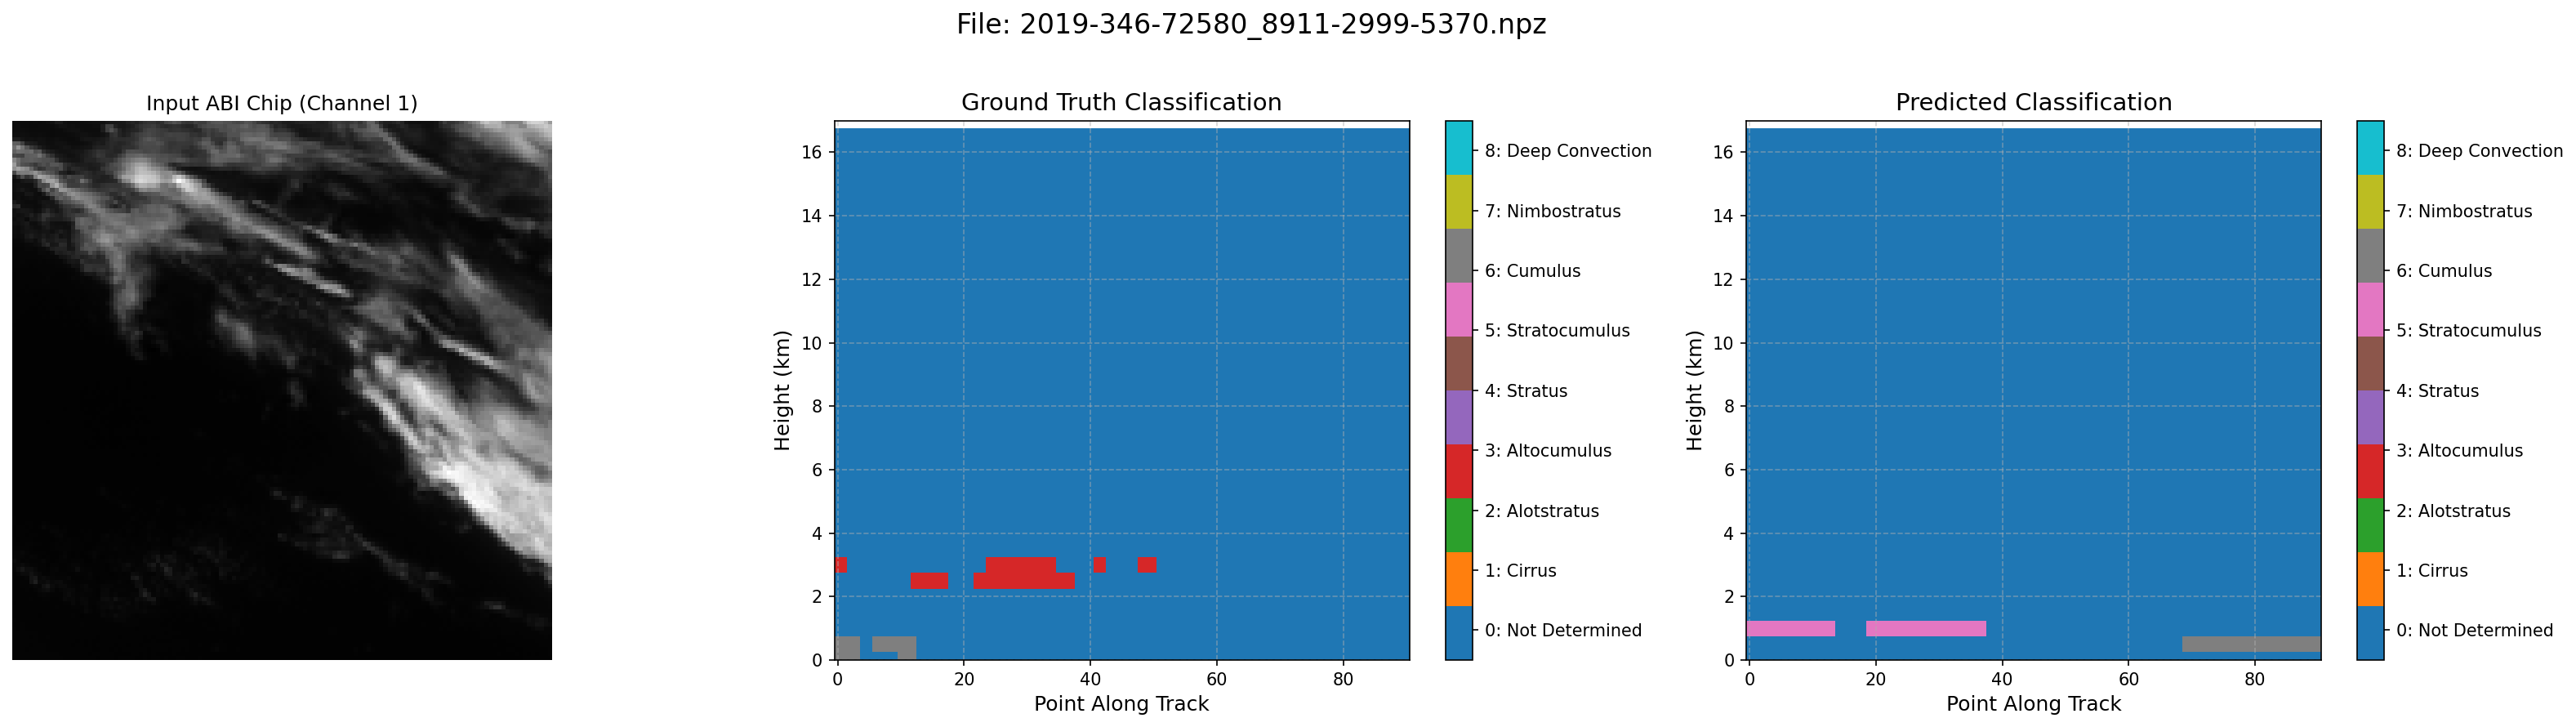 File: 2019-346-72580_8911-2999-5370.npz
Input ABI Chip (Channel 1)
Ground Truth Classification
Height (km)
16
14
12
10
8
6
4
2
0
0 20 40 60 80
Point Along Track
8: Deep Convection
7: Nimbostratus
6: Cumulus
5: Stratocumulus
4: Stratus
3: Altocumulus
2: Alotstratus
1: Cirrus
0: Not Determined
Predicted Classification
Height (km)
16
14
12
10
8
6
4
2
0
0 20 40 60 80
Point Along Track
8: Deep Convection
7: Nimbostratus
6: Cumulus
5: Stratocumulus
4: Stratus
3: Altocumulus
2: Alotstratus
1: Cirrus
0: Not Determined